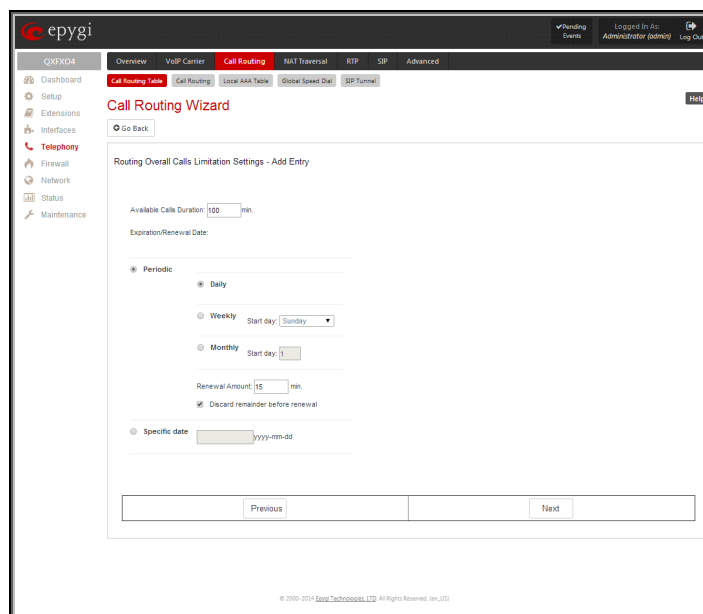 epygi
Pending Events
Logged In As:
Administrator (admin)
Log Out
QXFXO4
Overview VoIP Carrier Call Routing NAT Traversal RTP SIP Advanced
Dashboard
Setup
Extensions
Interfaces
Telephony
Firewall
Network
Status
Maintenance
Call Routing Table Call Routing Local AAA Table Global Speed Dial SIP Tunnel
Call Routing Wizard
Help
Go Back
Routing Overall Calls Limitation Settings - Add Entry
Available Calls Duration: 100 min.
Expiration/Renewal Date:
Periodic
Daily
Weekly Start day: Sunday
Monthly Start day: 1
Renewal Amount: 15 min.
Discard remainder before renewal
Specific date yyyy-mm-dd
Previous Next
© 2000-2014 Epygi Technologies, LTD. All Rights Reserved. (en_US)